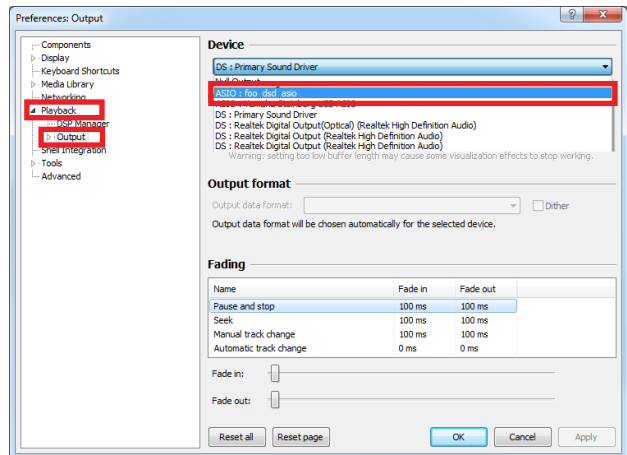 Preferences: Output
Components
Display
Keyboard Shortcuts
Media Library
Networking
Playback
DSP Manager
Output
Shell Integration
Tools
Advanced
Device
DS : Primary Sound Driver
Null Output
ASIO : foo_dsd_asio
ASIO : Yamaha Steinberg USB ASIO
DS : Primary Sound Driver
DS : Realtek Digital Output(Optical) (Realtek High Definition Audio)
DS : Realtek Digital Output (Realtek High Definition Audio)
DS : Realtek Digital Output (Realtek High Definition Audio)
Warning: setting too low buffer length may cause some visualization effects to stop working.
Output format
Output data format:
Dither
Output data format will be chosen automatically for the selected device.
Fading
Name Fade in Fade out
Pause and stop 100 ms 100 ms
Seek 100 ms 100 ms
Manual track change 100 ms 100 ms
Automatic track change 0 ms 0 ms
Fade in:
Fade out:
Reset all Reset page OK Cancel Apply